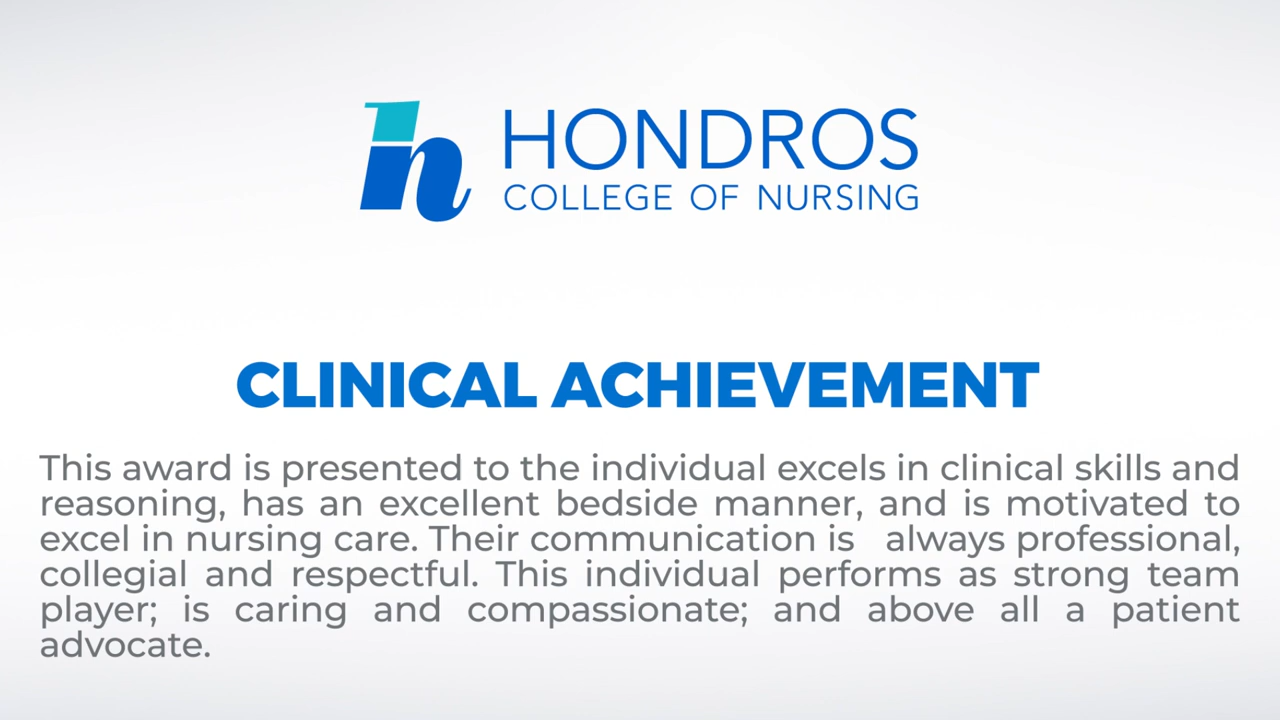 HONDROS
COLLEGE OF NURSING
CLINICAL ACHIEVEMENT
This award is presented to the individual excels in clinical skills and
reasoning, has an excellent bedside manner, and is motivated to
excel in nursing care. Their communication is  always professional,
collegial and respectful. This individual performs as strong team
player; is caring and compassionate; and above all a patient
advocate.